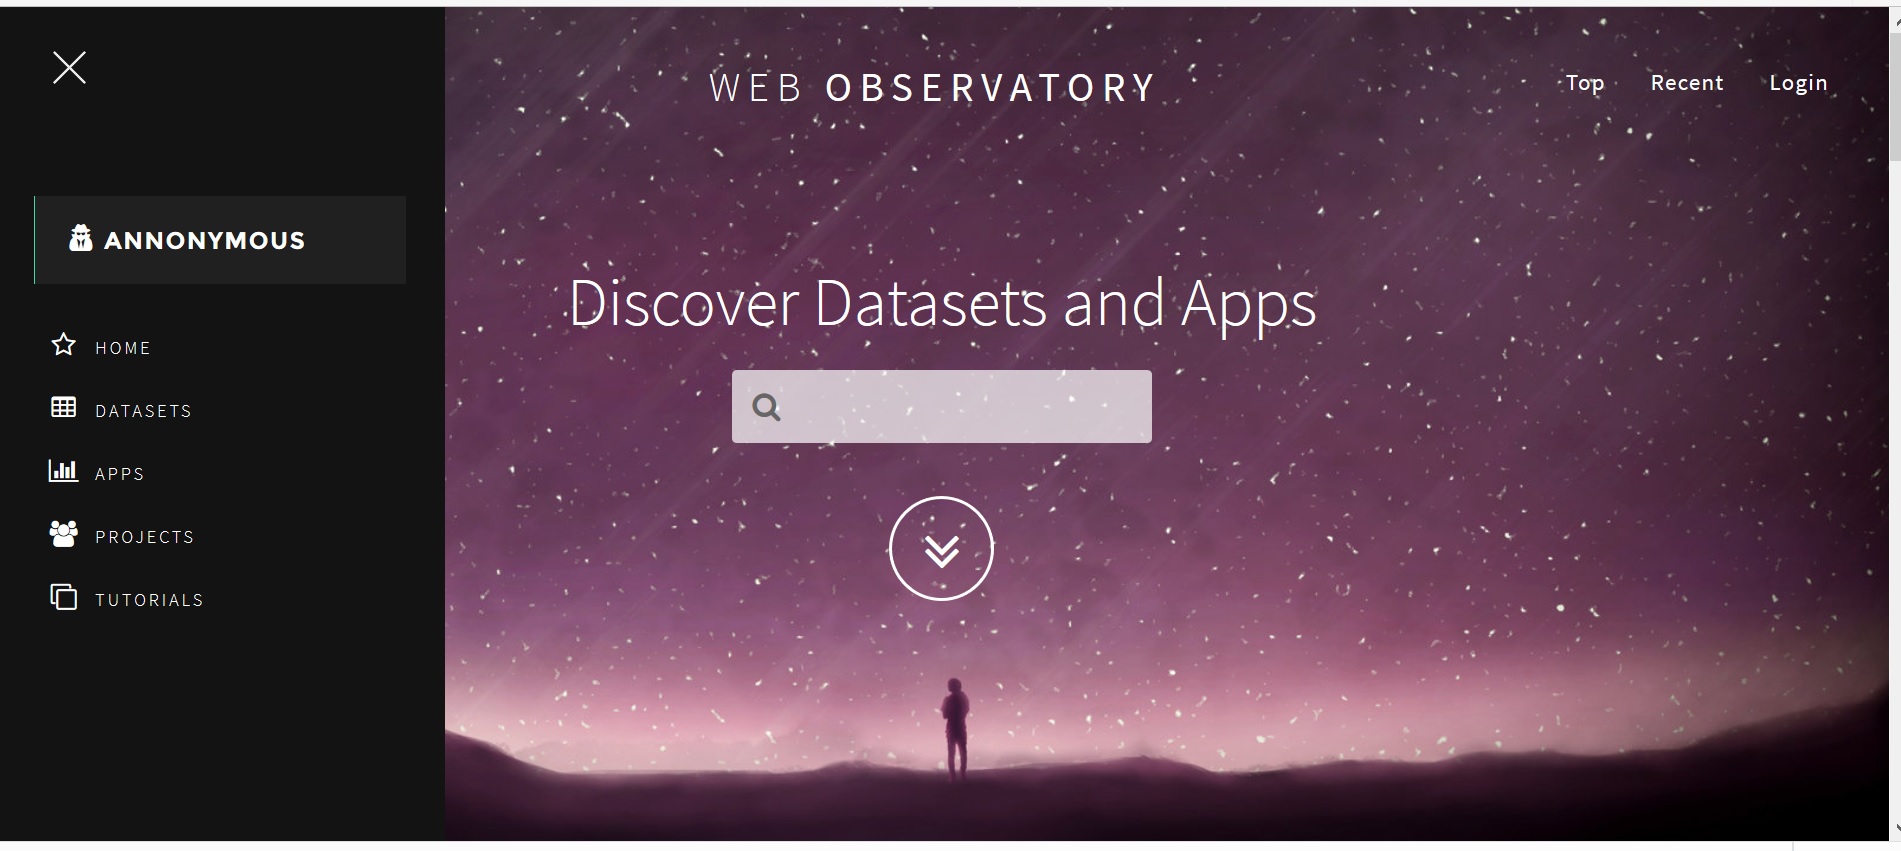 WEB OBSERVATORY
Top Recent Login
ANNONYMOUS
HOME
DATASETS
APPS
PROJECTS
TUTORIALS
Discover Datasets and Apps